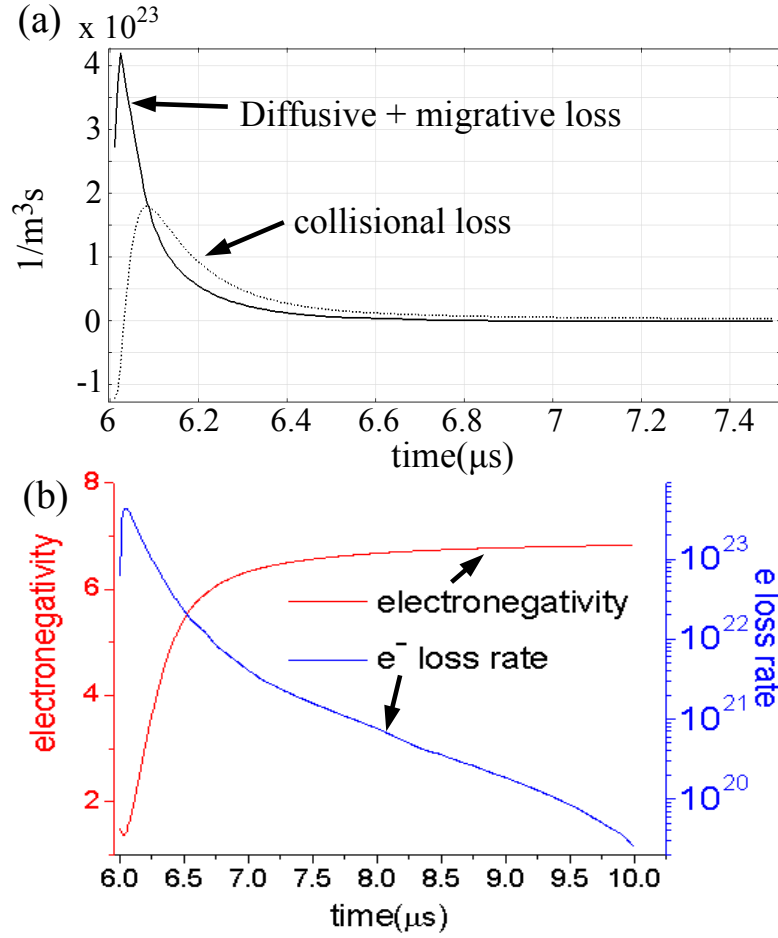 (a) x 10²³
4
3
2
1
0
-1
1/m³s
Diffusive + migrative loss
collisional loss
6 6.2 6.4 6.6 6.8 7 7.2 7.4
time(μs)
(b)
8
6
4
2
electronegativity
electronegativity
e⁻ loss rate
10²³
10²²
10²¹
10²⁰
e loss rate
6.0 6.5 7.0 7.5 8.0 8.5 9.0 9.5 10.0
time(μs)